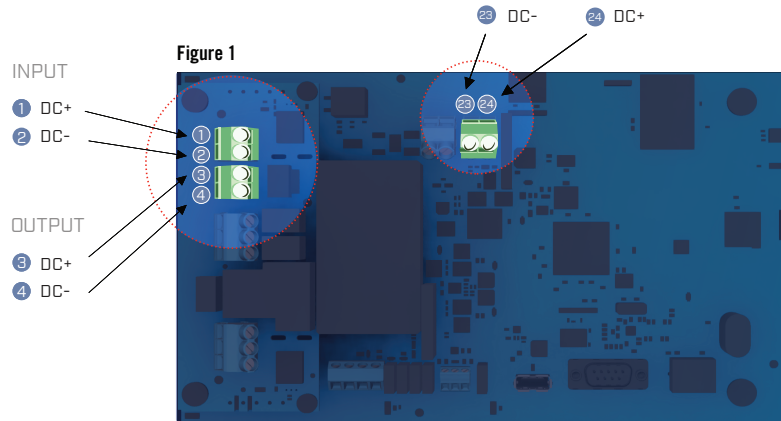 23 DC- 24 DC+
Figure 1
INPUT
1 DC+
2 DC-
OUTPUT
3 DC+
4 DC-
23 24
1
2
3
4